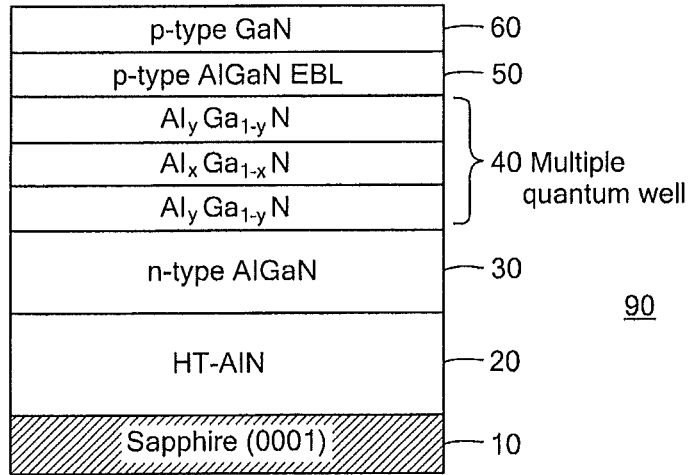 p-type GaN 60
p-type AlGaN EBL 50
AlyGa1-yN
AlxGa1-xN 40 Multiple
quantum well
AlyGa1-yN
n-type AlGaN 30
90
HT-AlN 20
Sapphire (0001) 10